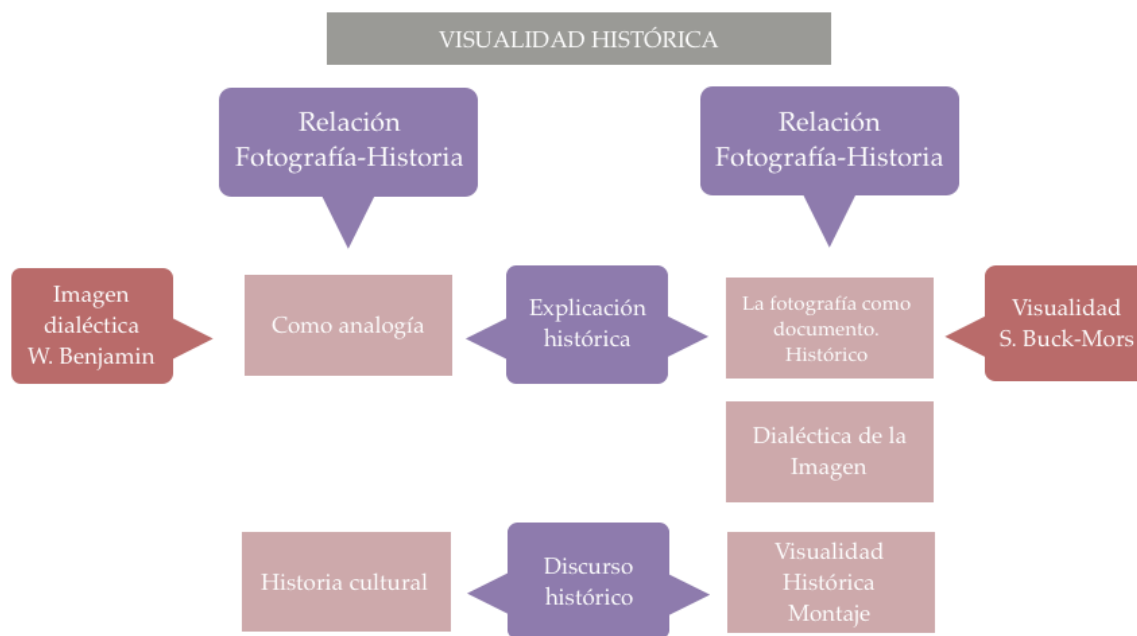 VISUALIDAD HISTÓRICA
Relación
Fotografía-Historia
Relación
Fotografía-Historia
Imagen
dialéctica
W. Benjamin
Como analogía
Explicación
histórica
La fotografía como
documento.
Histórico
Visualidad
S. Buck-Mors
Dialéctica de la
Imagen
Historia cultural
Discurso
histórico
Visualidad
Histórica
Montaje